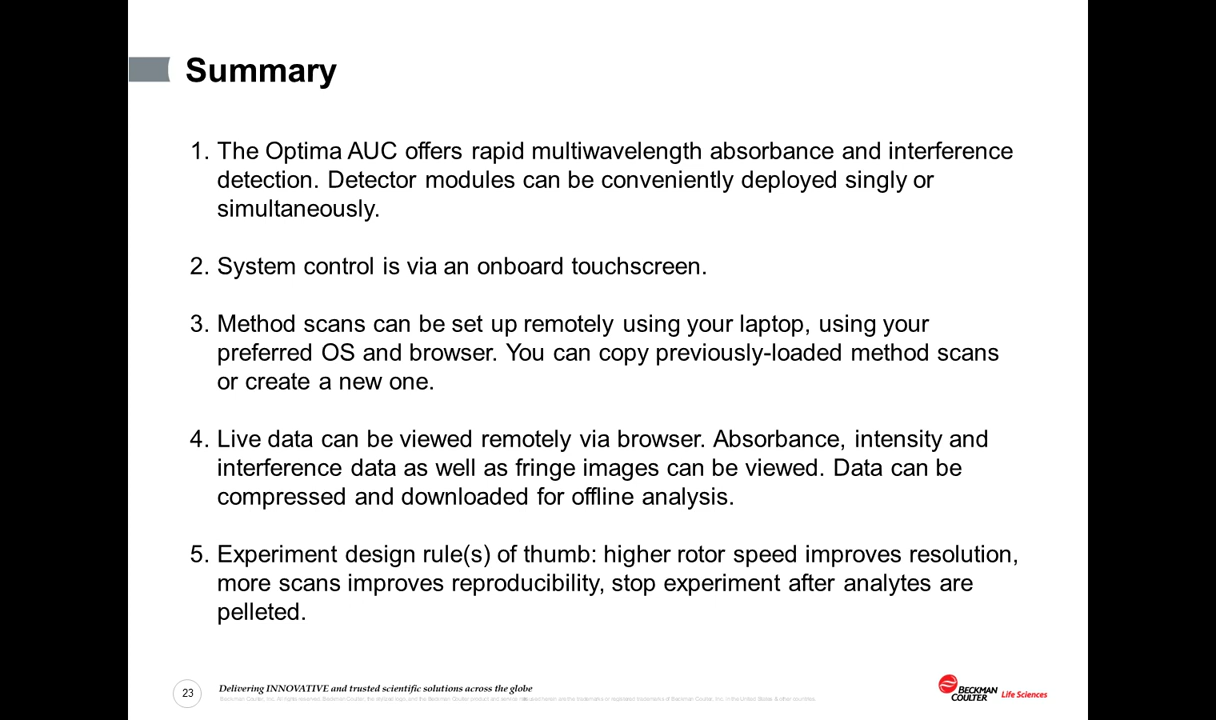 Summary
1. The Optima AUC offers rapid multiwavelength absorbance and interference
detection. Detector modules can be conveniently deployed singly or
simultaneously.
2. System control is via an onboard touchscreen.
3. Method scans can be set up remotely using your laptop, using your
preferred OS and browser. You can copy previously-loaded method scans
or create a new one.
4. Live data can be viewed remotely via browser. Absorbance, intensity and
interference data as well as fringe images can be viewed. Data can be
compressed and downloaded for offline analysis.
5. Experiment design rule(s) of thumb: higher rotor speed improves resolution,
more scans improves reproducibility, stop experiment after analytes are
pelleted.
23
Delivering INNOVATIVE and trusted scientific solutions across the globe
BECKMAN
COULTER Life Sciences